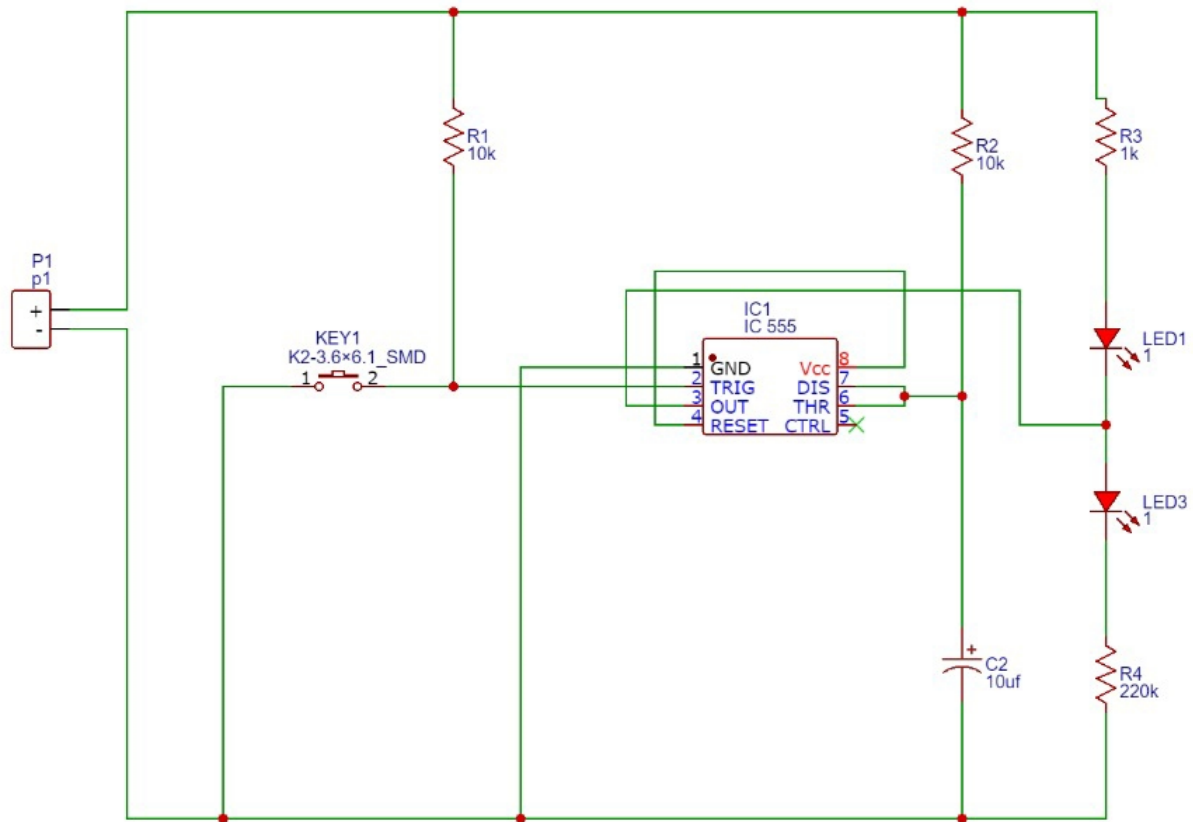 R1
10k
R2
10k
R3
1k
P1
p1
+
-
KEY1
K2-3.6×6.1_SMD
1 2
IC1
IC 555
1 GND Vcc 8
2 TRIG DIS 7
3 OUT THR 6
4 RESET CTRL 5
LED1
1
LED3
1
+
C2
10uf
R4
220k